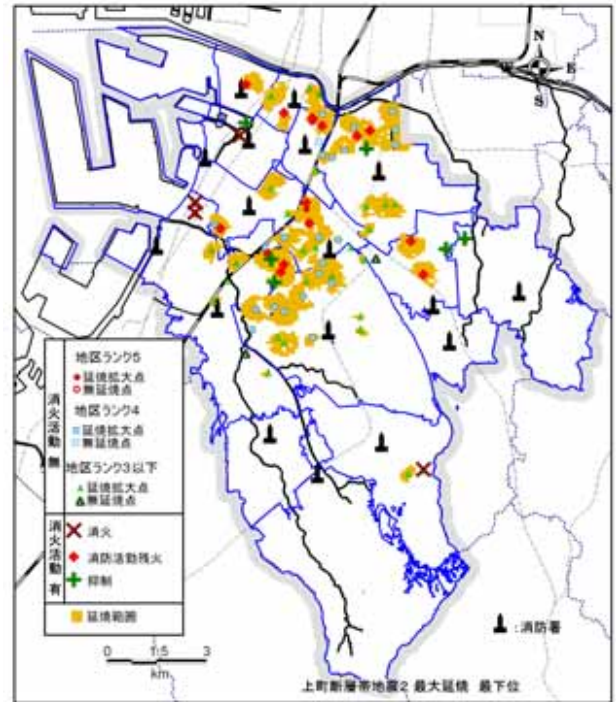 N
E
S
消火活動 無
地区ランク5
延焼拡大点
無延焼点
地区ランク4
延焼拡大点
無延焼点
地区ランク3以下
延焼拡大点
無延焼点
消火活動 有
消火
消防活動残火
抑制
延焼範囲
0 1.5 3
km
:消防署
上町断層帯地震2 最大延焼 最下位